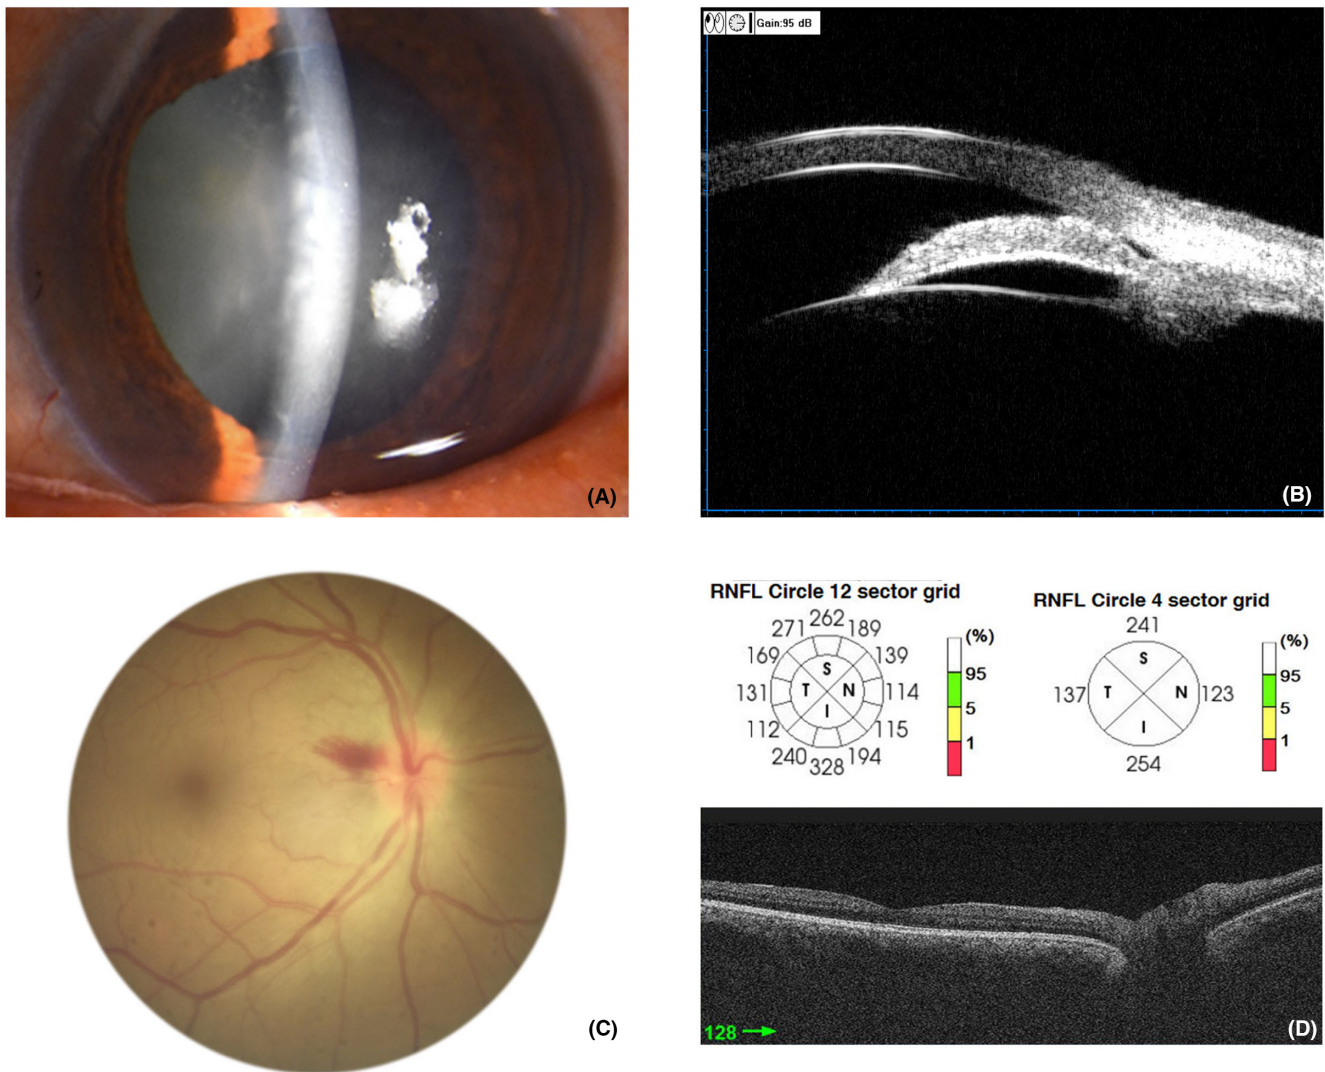 Gain:95 dB
(A)
(B)
RNFL Circle 12 sector grid
262
271
189
169
139
131
114
112
115
240
194
328
S
T
N
I
(%)
95
5
1
RNFL Circle 4 sector grid
241
137
123
254
S
T
N
I
(%)
95
5
1
128
(C)
(D)